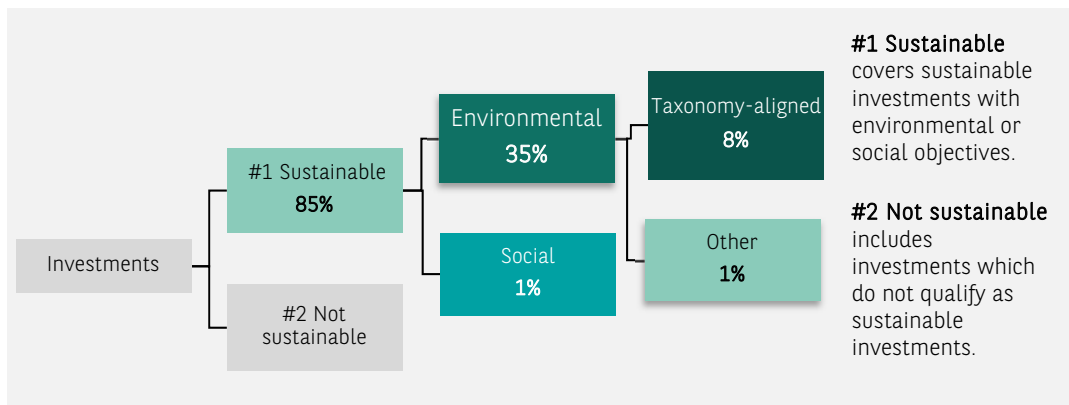 Investments
#1 Sustainable
85%
#2 Not
sustainable
Environmental
35%
Social
1%
Taxonomy-aligned
8%
Other
1%
#1 Sustainable
covers sustainable
investments with
environmental or
social objectives.
#2 Not sustainable
includes
investments which
do not qualify as
sustainable
investments.